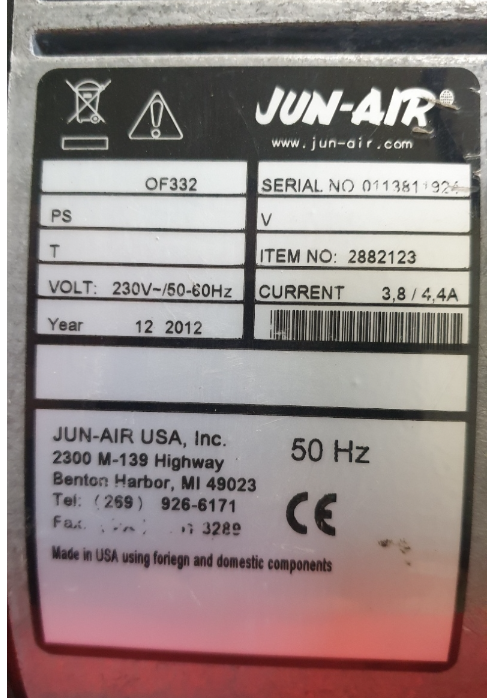 JUN-AIR®
www.jun-air.com
OF332
SERIAL NO
PS
V
T
ITEM NO: 2882123
VOLT: 230V~/50-60Hz
CURRENT 3,8 / 4,4A
Year 12 2012
JUN-AIR USA, Inc.
50 Hz
2300 M-139 Highway
Benton Harbor, MI 49023
Tel: (269) 926-6171
CE
Fax: 3289
Made in USA using foriegn and domestic components